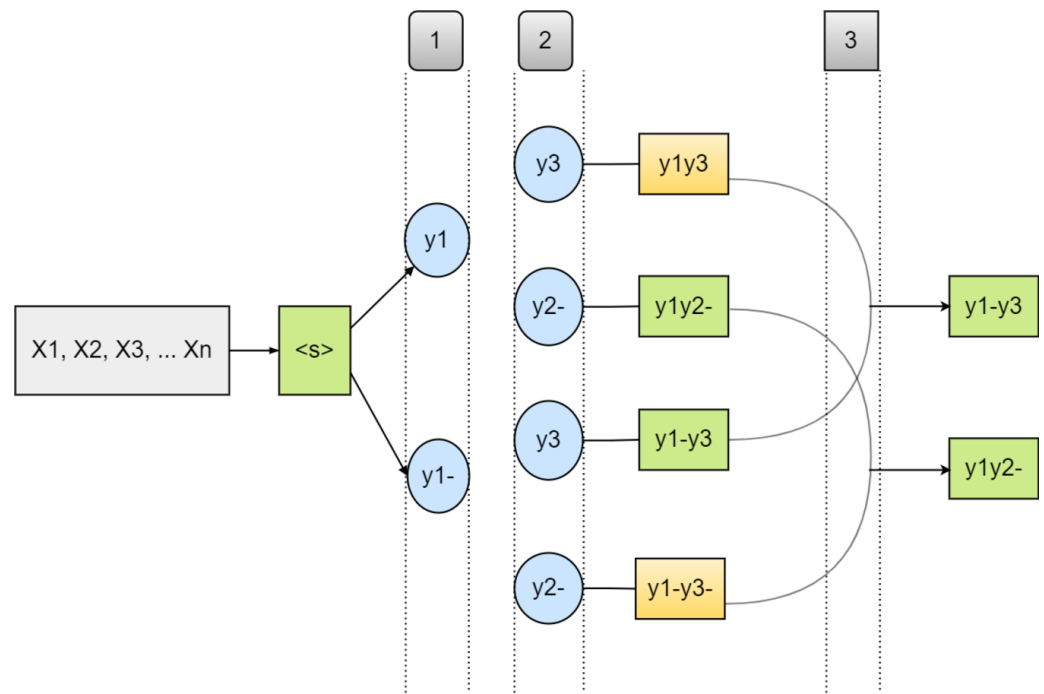 1
2
3
y3
y1y3
y1
y2-
y1y2-
y1-y3
X1, X2, X3, ... Xn
<s>
y3
y1-y3
y1-
y1y2-
y2-
y1-y3-